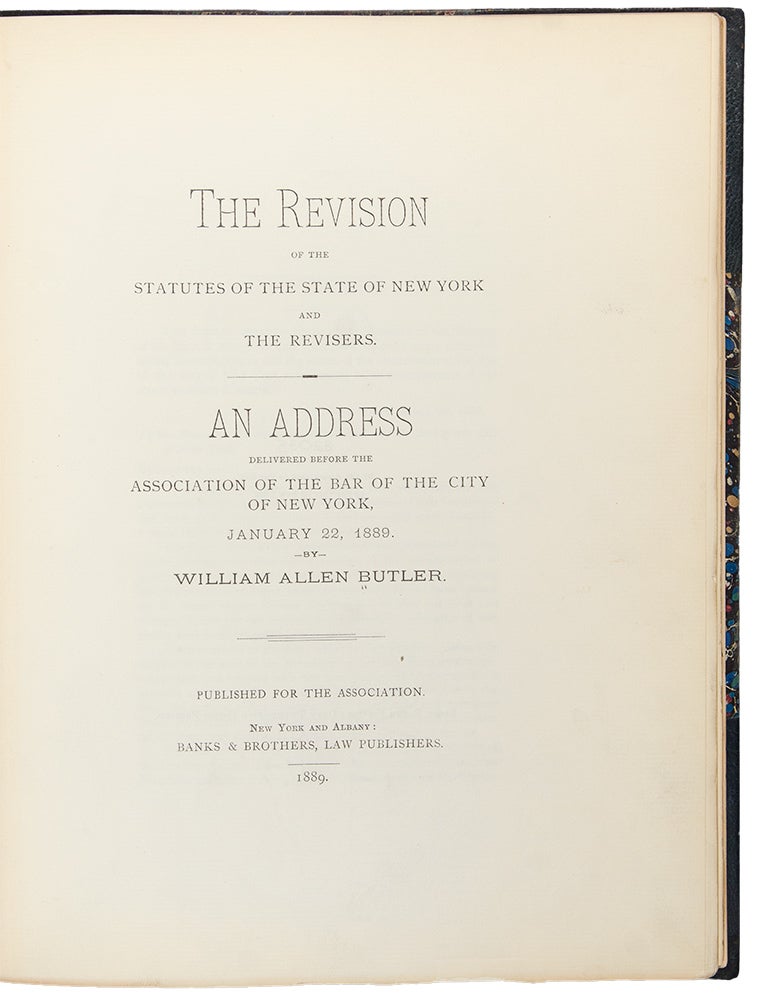 THE REVISION
OF THE
STATUTES OF THE STATE OF NEW YORK
AND
THE REVISERS.
AN ADDRESS
DELIVERED BEFORE THE
ASSOCIATION OF THE BAR OF THE CITY
OF NEW YORK,
JANUARY 22, 1889.
—BY—
WILLIAM ALLEN BUTLER.
PUBLISHED FOR THE ASSOCIATION.
NEW YORK AND ALBANY:
BANKS & BROTHERS, LAW PUBLISHERS.
1889.